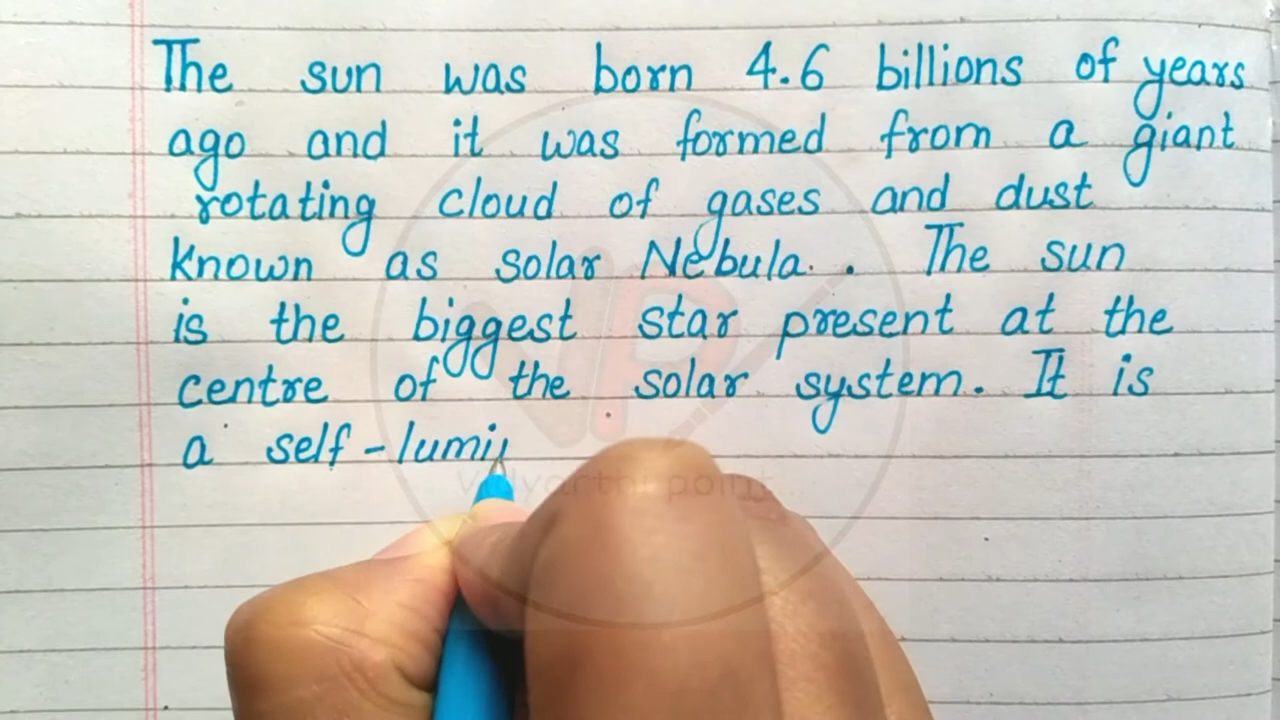 The sun was born 4.6 billions of years
ago and it was formed from a giant
rotating cloud of gases and dust
known as solar Nebula. .  The sun
is the biggest star present at the
centre of the solar system. It is
a self-lumi